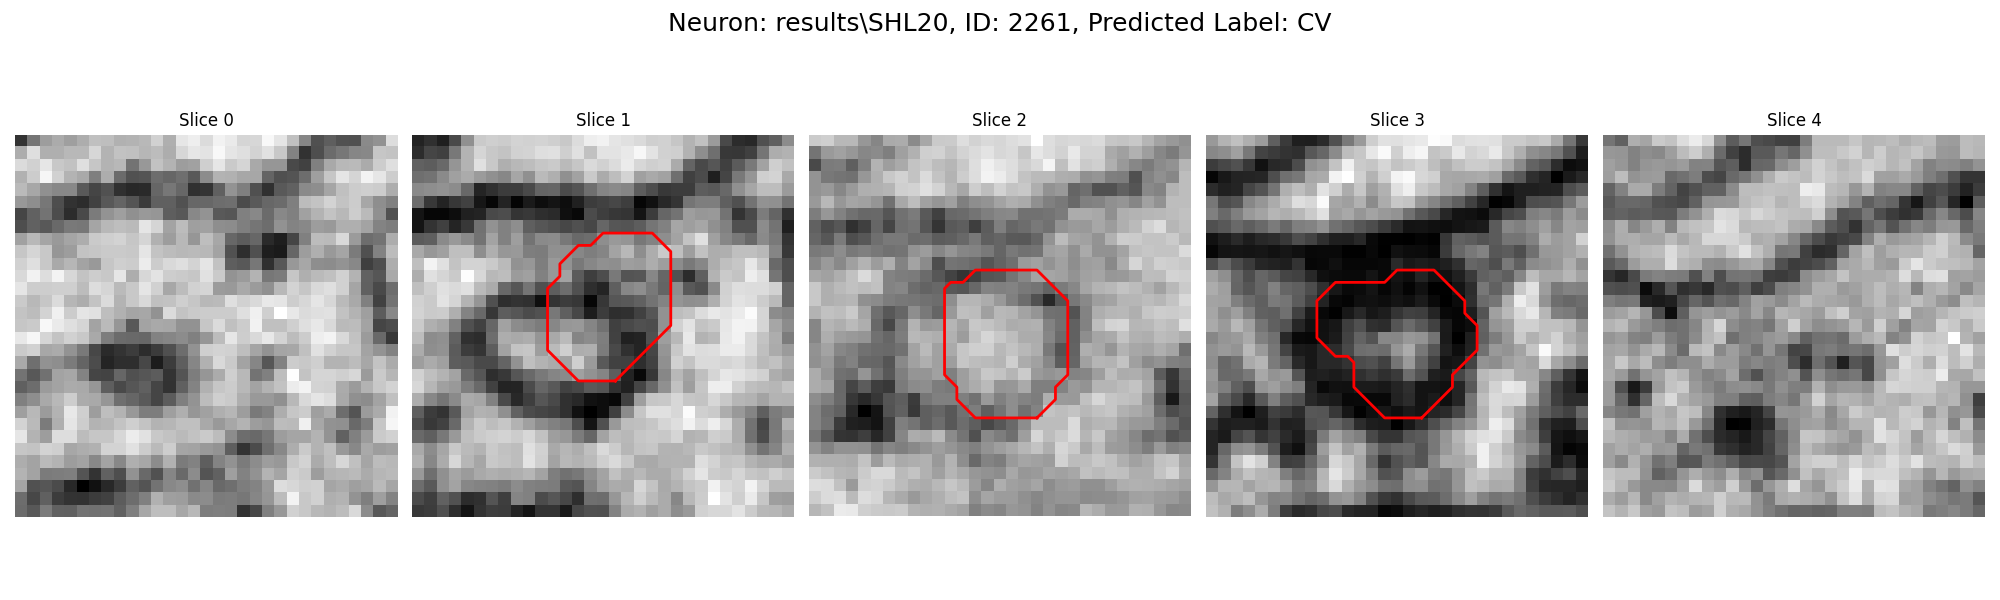 Neuron: results\SHL20, ID: 2261, Predicted Label: CV
Slice 0
Slice 1
Slice 2
Slice 3
Slice 4